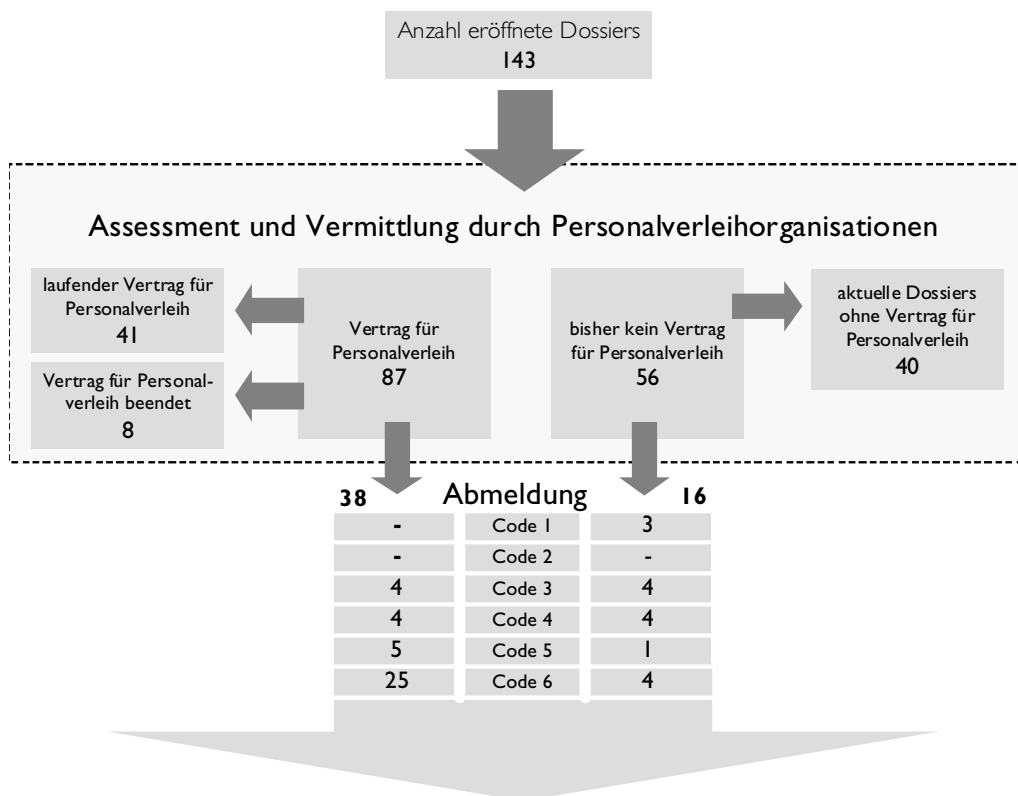 Anzahl eröffnete Dossiers
143
Assessment und Vermittlung durch Personalverleihorganisationen
laufender Vertrag für
Personalverleih
41
Vertrag für Personal-
verleih beendet
8
Vertrag für
Personalverleih
87
bisher kein Vertrag
für Personalverleih
56
aktuelle Dossiers
ohne Vertrag für
Personalverleih
40
38 Abmeldung 16
- Code 1 3
- Code 2 -
4 Code 3 4
4 Code 4 4
5 Code 5 1
25 Code 6 4